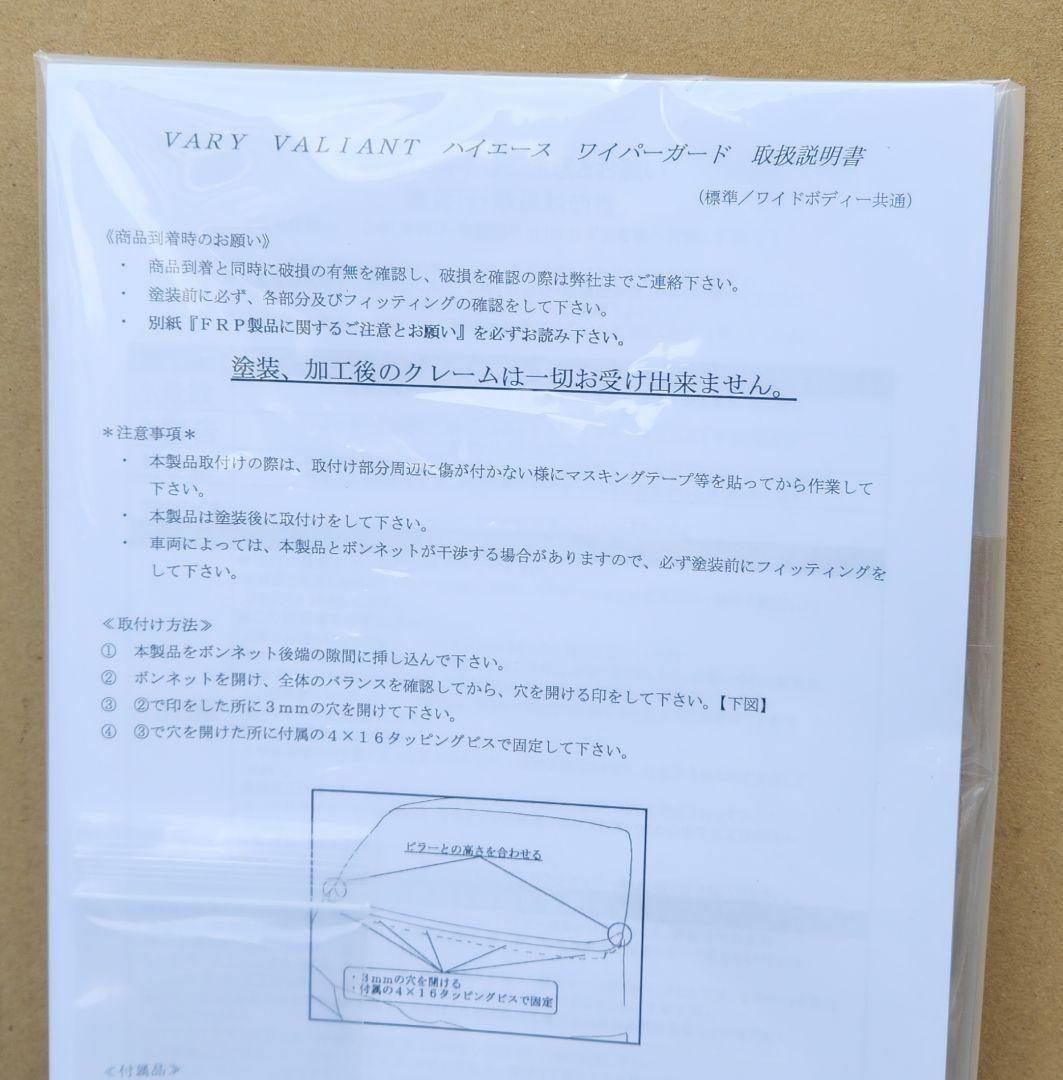 ＶＡＲＹ　ＶＡＬＩＡＮＴ　ハイエース　ワイパーガード　取扱説明書
（標準／ワイドボディー共通）
《商品到着時のお願い》
・　商品到着と同時に破損の有無を確認し、破損を確認の際は弊社までご連絡下さい。
・　塗装前に必ず、各部分及びフィッティングの確認をして下さい。
・　別紙『ＦＲＰ製品に関するご注意とお願い』を必ずお読み下さい。
塗装、加工後のクレームは一切お受け出来ません。
＊注意事項＊
・　本製品取付けの際は、取付け部分周辺に傷が付かない様にマスキングテープ等を貼ってから作業して
下さい。
・　本製品は塗装後に取付けをして下さい。
・　車両によっては、本製品とボンネットが干渉する場合がありますので、必ず塗装前にフィッティングを
して下さい。
≪取付け方法≫
①　本製品をボンネット後端の隙間に挿し込んで下さい。
②　ボンネットを開け、全体のバランスを確認してから、穴を開ける印をして下さい。【下図】
③　②で印をした所に３ｍｍの穴を開けて下さい。
④　③で穴を開けた所に付属の４×１６タッピングビスで固定して下さい。
ピラーとの高さを合わせる
・３ｍｍの穴を開ける
・付属の４×１６タッピングビスで固定
≪付属品≫